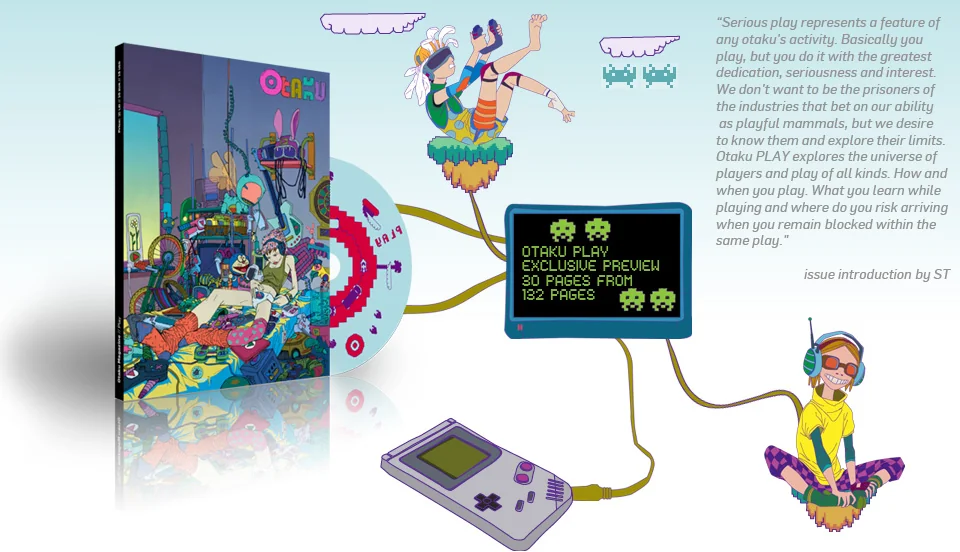 OTAKU
Otaku Magazine // Play
PLAY
OTAKU PLAY
EXCLUSIVE PREVIEW
30 PAGES FROM
132 PAGES
“Serious play represents a feature of
any otaku's activity. Basically you
play, but you do it with the greatest
dedication, seriousness and interest.
We don't want to be the prisoners of
the industries that bet on our ability
as playful mammals, but we desire
to know them and explore their limits.
Otaku PLAY explores the universe of
players and play of all kinds. How and
when you play. What you learn while
playing and where do you risk arriving
when you remain blocked within the
same play.”
issue introduction by ST